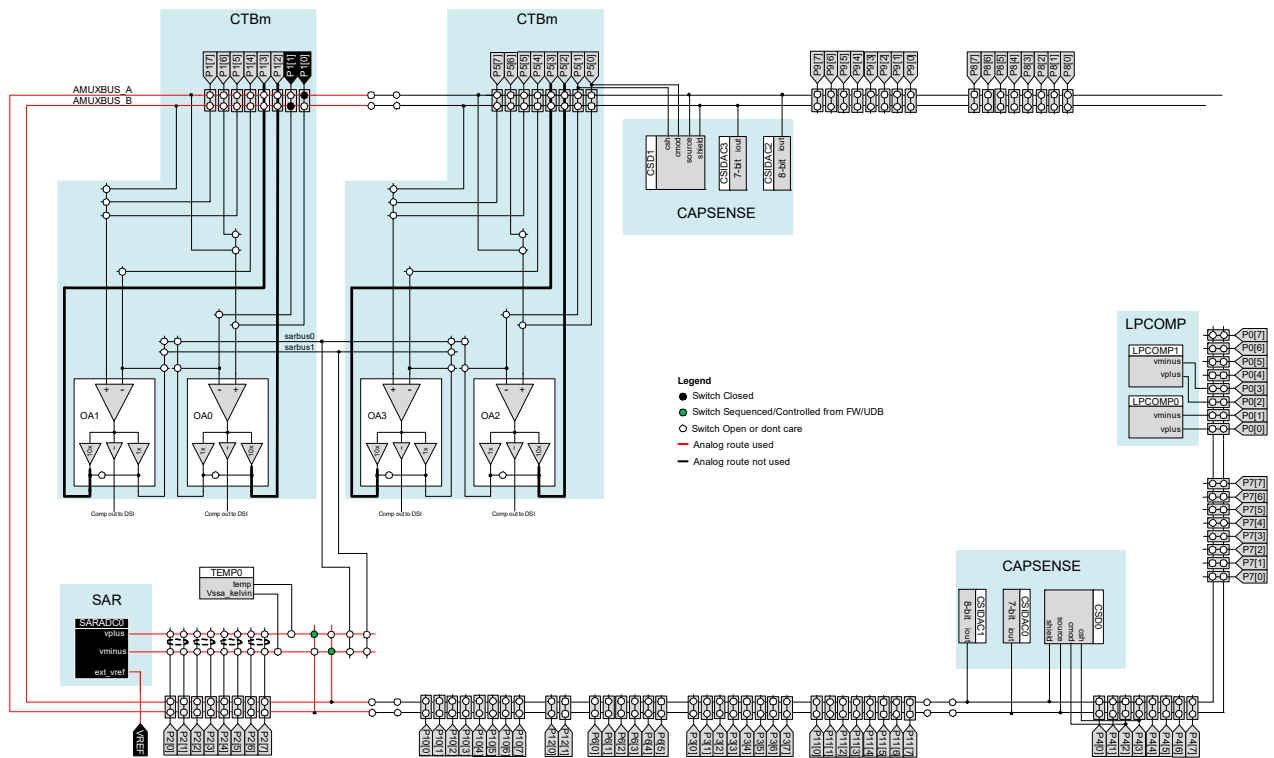 CTBm
CTBm
P1[7]
P1[6]
P1[5]
P1[4]
P1[3]
P1[2]
P1[1]
P1[0]
P5[7]
P5[6]
P5[5]
P5[4]
P5[3]
P5[2]
P5[1]
P5[0]
P9[7]
P9[6]
P9[5]
P9[4]
P9[3]
P9[2]
P9[1]
P9[0]
P8[7]
P8[6]
P8[5]
P8[4]
P8[3]
P8[2]
P8[1]
P8[0]
AMUXBUS_A
AMUXBUS_B
CSD1
csh
cmod
source
shield
CSIDAC3
7-bit
iout
CSIDAC2
8-bit
iout
CAPSENSE
sarbus0
sarbus1
LPCOMP
LPCOMP1
vminus
vplus
LPCOMP0
vminus
vplus
P0[7]
P0[6]
P0[5]
P0[4]
P0[3]
P0[2]
P0[1]
P0[0]
+
-
-
+
+
-
-
+
OA1
OA0
OA3
OA2
10x
-
1x
1x
-
10x
10x
-
1x
1x
-
10x
Comp out to DSI
Comp out to DSI
Comp out to DSI
Comp out to DSI
Legend
Switch Closed
Switch Sequenced/Controlled from FW/UDB
Switch Open or dont care
Analog route used
Analog route not used
P7[7]
P7[6]
P7[5]
P7[4]
P7[3]
P7[2]
P7[1]
P7[0]
TEMP0
temp
Vssa_kelvin
SAR
SARADC0
vplus
vminus
ext_vref
CAPSENSE
CSIDAC1
8-bit
iout
CSIDAC0
7-bit
iout
CSD0
shield
source
cmod
csh
VREF
P2[0]
P2[1]
P2[2]
P2[3]
P2[4]
P2[5]
P2[6]
P2[7]
P10[0]
P10[1]
P10[2]
P10[3]
P10[4]
P10[5]
P10[6]
P10[7]
P12[0]
P12[1]
P6[0]
P6[1]
P6[2]
P6[3]
P6[4]
P6[5]
P3[0]
P3[1]
P3[2]
P3[3]
P3[4]
P3[5]
P3[6]
P3[7]
P11[0]
P11[1]
P11[2]
P11[3]
P11[4]
P11[5]
P11[6]
P11[7]
P4[0]
P4[1]
P4[2]
P4[3]
P4[4]
P4[5]
P4[6]
P4[7]